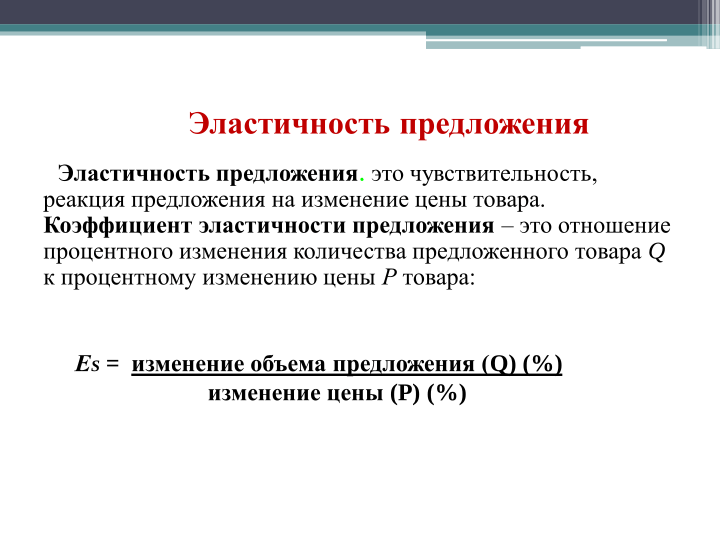 Эластичность предложения
Эластичность предложения. это чувствительность,
реакция предложения на изменение цены товара.
Коэффициент эластичности предложения – это отношение
процентного изменения количества предложенного товара Q
к процентному изменению цены P товара:
Es = изменение объема предложения (Q) (%)
изменение цены (P) (%)